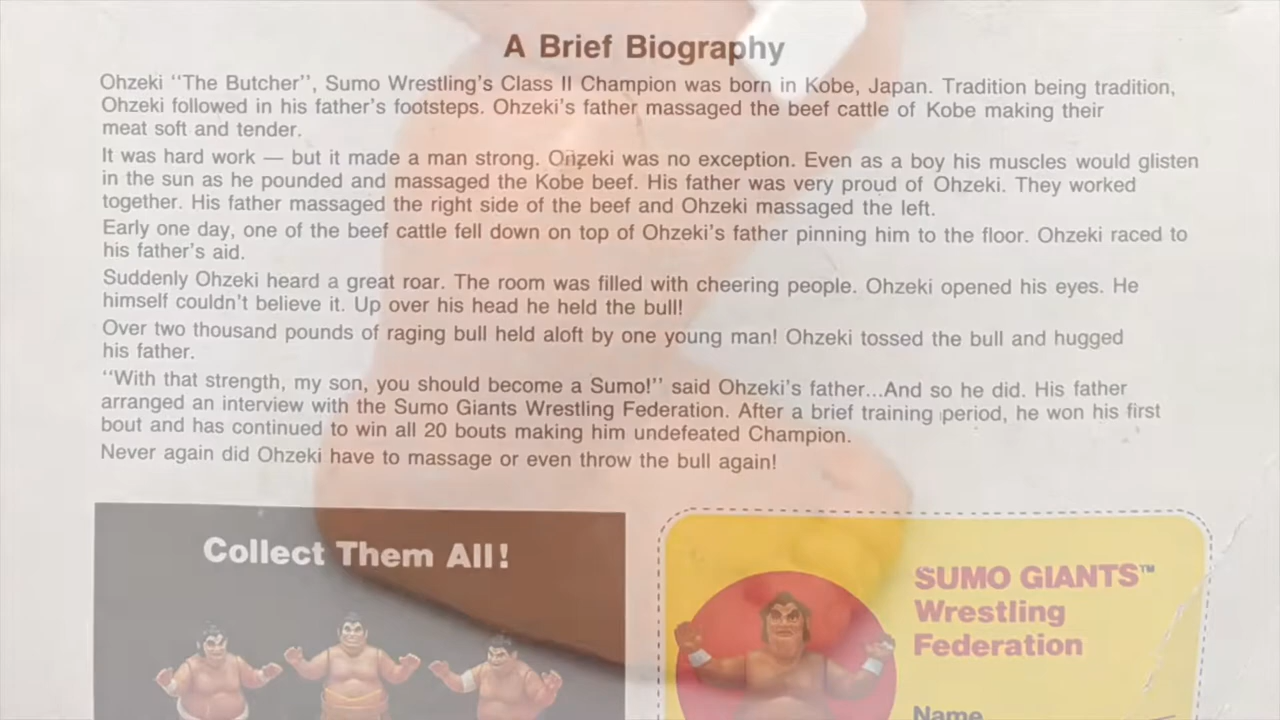 A Brief Biography
Ohzeki "The Butcher", Sumo Wrestling's Class II Champion was born in Kobe, Japan. Tradition being tradition,
Ohzeki followed in his father's footsteps. Ohzeki's father massaged the beef cattle of Kobe making their
meat soft and tender.
It was hard work — but it made a man strong. Ohzeki was no exception. Even as a boy his muscles would glisten
in the sun as he pounded and massaged the Kobe beef. His father was very proud of Ohzeki. They worked
together. His father massaged the right side of the beef and Ohzeki massaged the left.
Early one day, one of the beef cattle fell down on top of Ohzeki's father pinning him to the floor. Ohzeki raced to
his father's aid.
Suddenly Ohzeki heard a great roar. The room was filled with cheering people. Ohzeki opened his eyes. He
himself couldn't believe it. Up over his head he held the bull!
Over two thousand pounds of raging bull held aloft by one young man! Ohzeki tossed the bull and hugged
his father.
"With that strength, my son, you should become a Sumo!" said Ohzeki's father...And so he did. His father
arranged an interview with the Sumo Giants Wrestling Federation. After a brief training period, he won his first
bout and has continued to win all 20 bouts making him undefeated Champion.
Never again did Ohzeki have to massage or even throw the bull again!
Collect Them All!
SUMO GIANTS™
Wrestling
Federation
Name